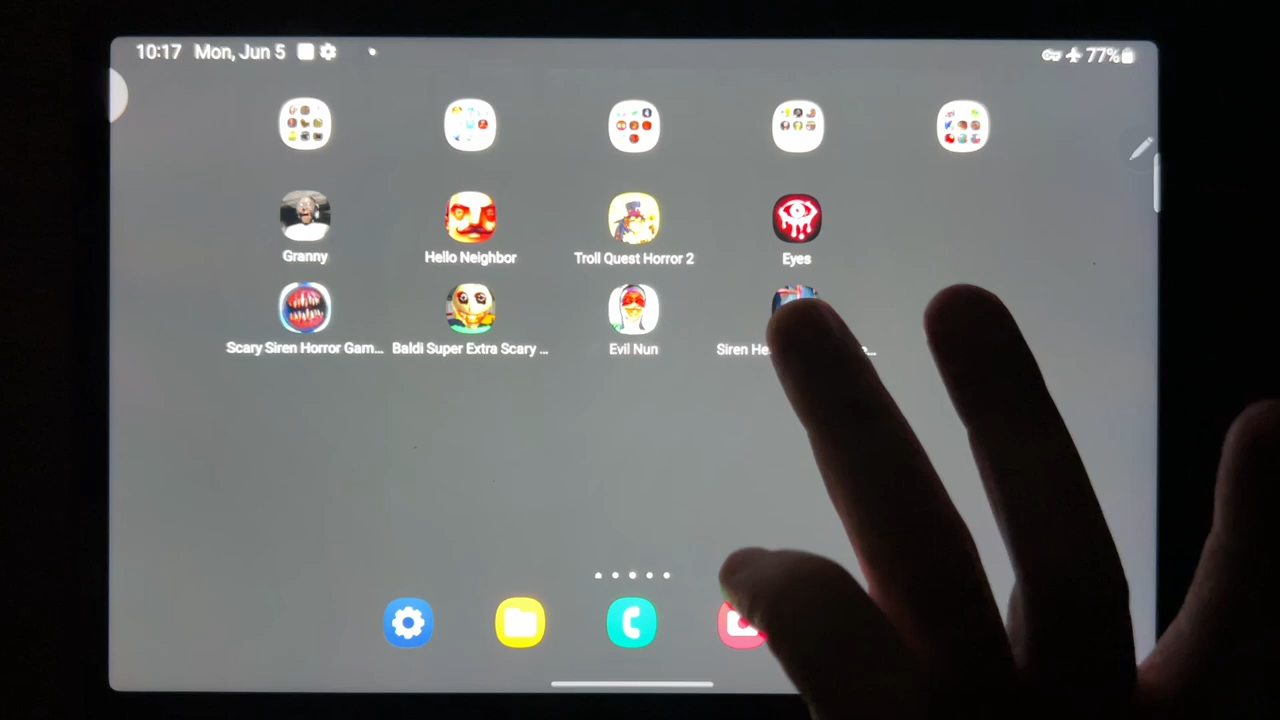 10:17 Mon, Jun 5 77%
Granny Hello Neighbor Troll Quest Horror 2 Eyes
Scary Siren Horror Gam... Baldi Super Extra Scary ... Evil Nun Siren